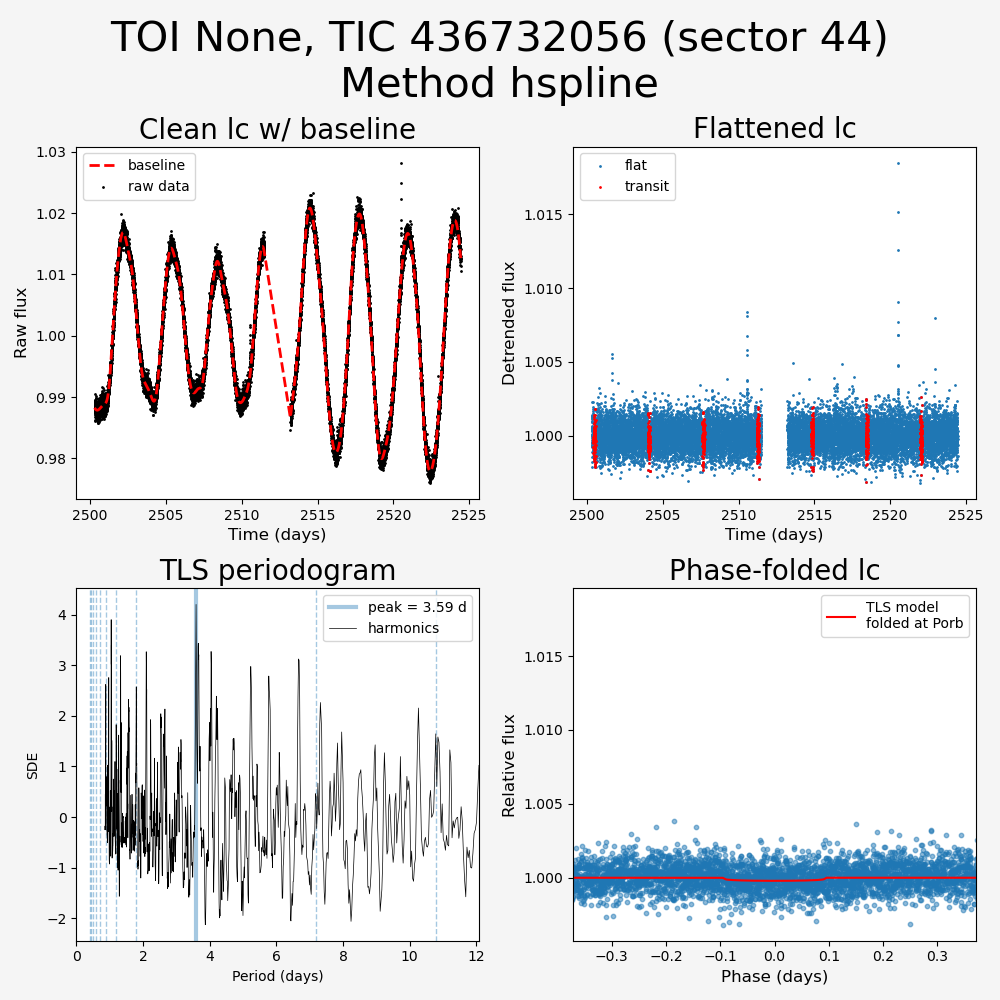 TOI None, TIC 436732056 (sector 44)
Method hspline
Clean lc w/ baseline
Flattened lc
1.03
1.02
1.01
1.00
0.99
0.98
Raw flux
baseline
raw data
2500
2505
2510
2515
2520
2525
Time (days)
1.015
1.010
1.005
1.000
Detrended flux
flat
transit
2500
2505
2510
2515
2520
2525
Time (days)
TLS periodogram
Phase-folded lc
4
3
2
1
0
−1
−2
SDE
peak = 3.59 d
harmonics
0
2
4
6
8
10
12
Period (days)
1.015
1.010
1.005
1.000
Relative flux
TLS model
folded at Porb
−0.3
−0.2
−0.1
0.0
0.1
0.2
0.3
Phase (days)